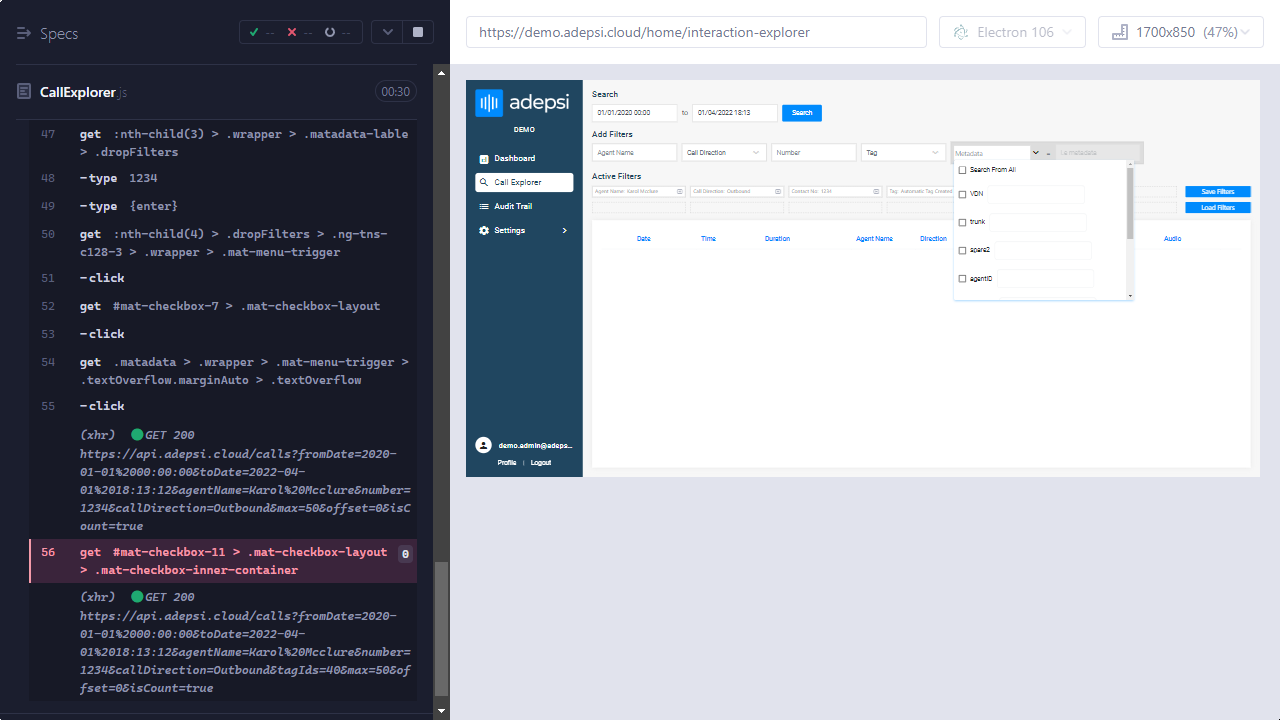 Specs
--
--
--
https://demo.adepsi.cloud/home/interaction-explorer
Electron 106
1700x850 (47%)
CallExplorer.js
00:30
47 get :nth-child(3) > .wrapper > .matadata-lable
> .dropFilters
48 -type 1234
49 -type {enter}
50 get :nth-child(4) > .dropFilters > .ng-tns-
c128-3 > .wrapper > .mat-menu-trigger
51 -click
52 get #mat-checkbox-7 > .mat-checkbox-layout
53 -click
54 get .matadata > .wrapper > .mat-menu-trigger >
.textOverflow.marginAuto > .textOverflow
55 -click
(xhr) GET 200
https://api.adepsi.cloud/calls?fromDate=2020-
01-01%2000:00:00&toDate=2022-04-
01%2018:13:12&agentName=Karol%20Mcclure&number=
1234&callDirection=Outbound&max=50&offset=0&isC
ount=true
56 get #mat-checkbox-11 > .mat-checkbox-layout 0
> .mat-checkbox-inner-container
(xhr) GET 200
https://api.adepsi.cloud/calls?fromDate=2020-
01-01%2000:00:00&toDate=2022-04-
01%2018:13:12&agentName=Karol%20Mcclure&number=
1234&callDirection=Outbound&tagIds=40&max=50&of
fset=0&isCount=true
adepsi
DEMO
Dashboard
Call Explorer
Audit Trail
Settings
demo.admin@adeps...
Profile | Logout
Search
01/01/2020 00:00 to 01/04/2022 18:13 Search
Add Filters
Agent Name Call Direction Number Tag Metadata = i.e metadata
Active Filters
Agent Name: Karol Mcclure Call Direction: Outbound Contact No: 1234 Tag: Automatic Tag Created Save Filters
Load Filters
Search From All
VDN
trunk
spare2
agentID
Date Time Duration Agent Name Direction Audio